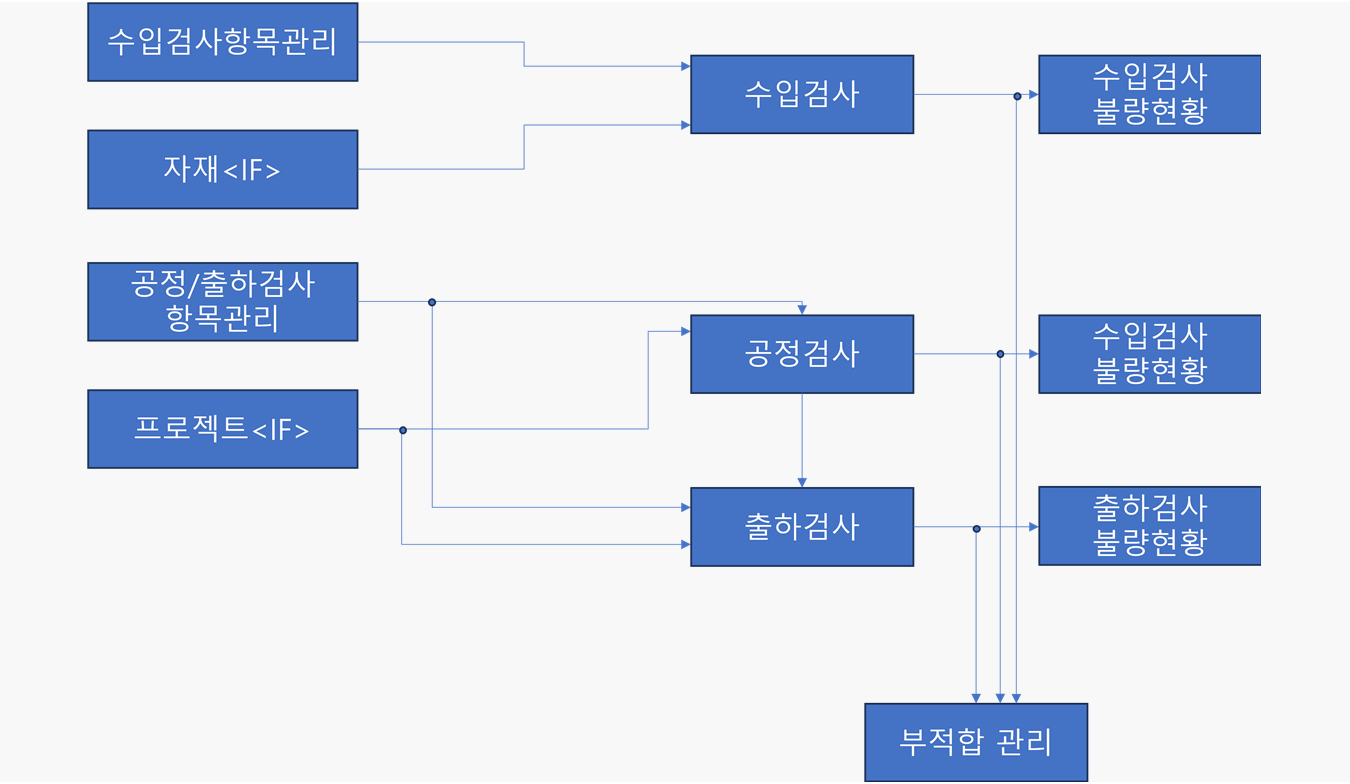 수입검사항목관리
자재<IF>
공정/출하검사
항목관리
프로젝트<IF>
수입검사
공정검사
출하검사
수입검사
불량현황
수입검사
불량현황
출하검사
불량현황
부적합 관리